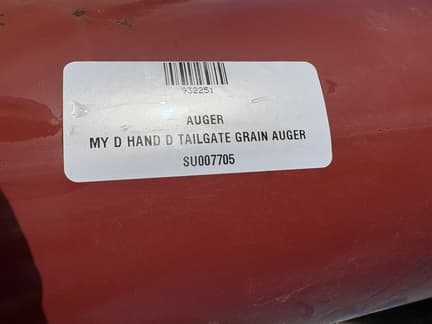 932251
AUGER
MY D HAND D TAILGATE GRAIN AUGER
SU007705